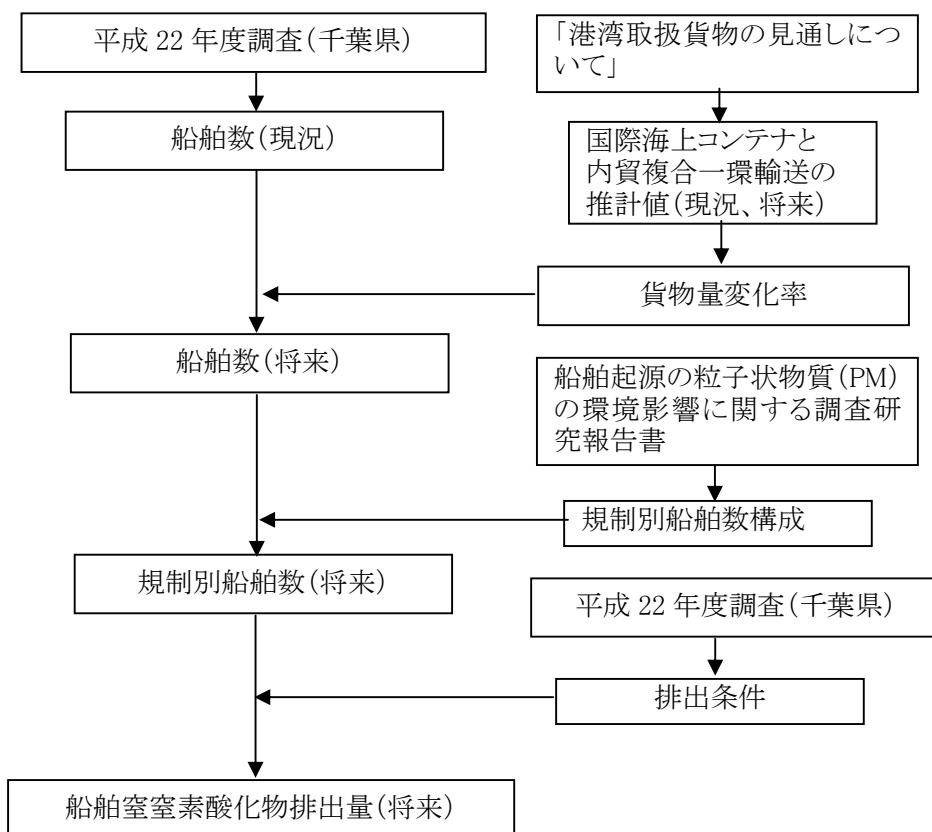 平成 22 年度調査(千葉県)
「港湾取扱貨物の見通しにつ
いて」
船舶数(現況)
国際海上コンテナと
内貿複合一環輸送の
推計値(現況、将来)
貨物量変化率
船舶数(将来)
船舶起源の粒子状物質(PM)
の環境影響に関する調査研
究報告書
規制別船舶数構成
規制別船舶数(将来)
平成 22 年度調査(千葉県)
排出条件
船舶窒窒素酸化物排出量(将来)